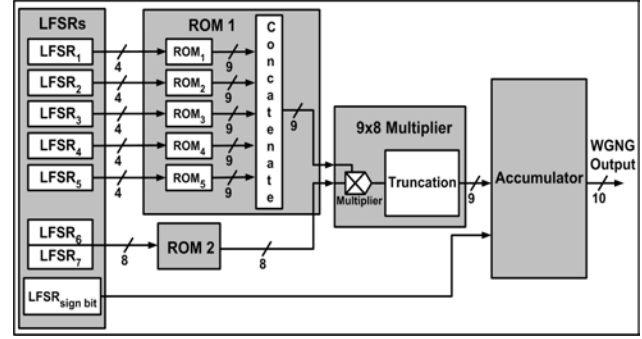 LFSRs
LFSR1
LFSR2
LFSR3
LFSR4
LFSR5
LFSR6
LFSR7
LFSRsign bit
4
4
4
4
4
8
ROM 1
ROM1
ROM2
ROM3
ROM4
ROM5
9
9
9
9
9
Concatenate
9
ROM 2
8
9x8 Multiplier
Multiplier
Truncation
9
Accumulator
WGNG
Output
10